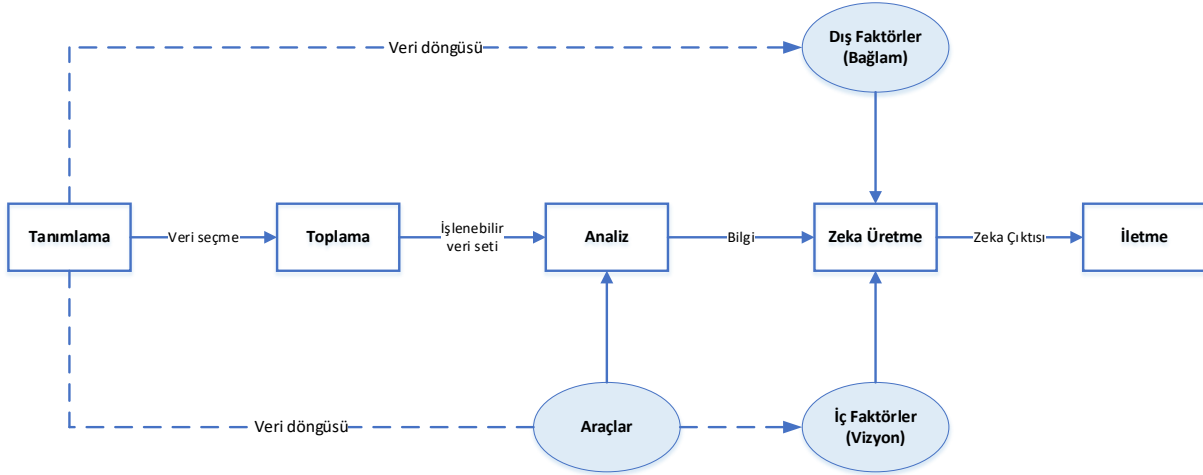 Veri döngüsü
Dış Faktörler
(Bağlam)
Tanımlama
Veri seçme
Toplama
İşlenebilir
veri seti
Analiz
Bilgi
Zeka Üretme
Zeka Çıktısı
İletme
Veri döngüsü
Araçlar
İç Faktörler
(Vizyon)